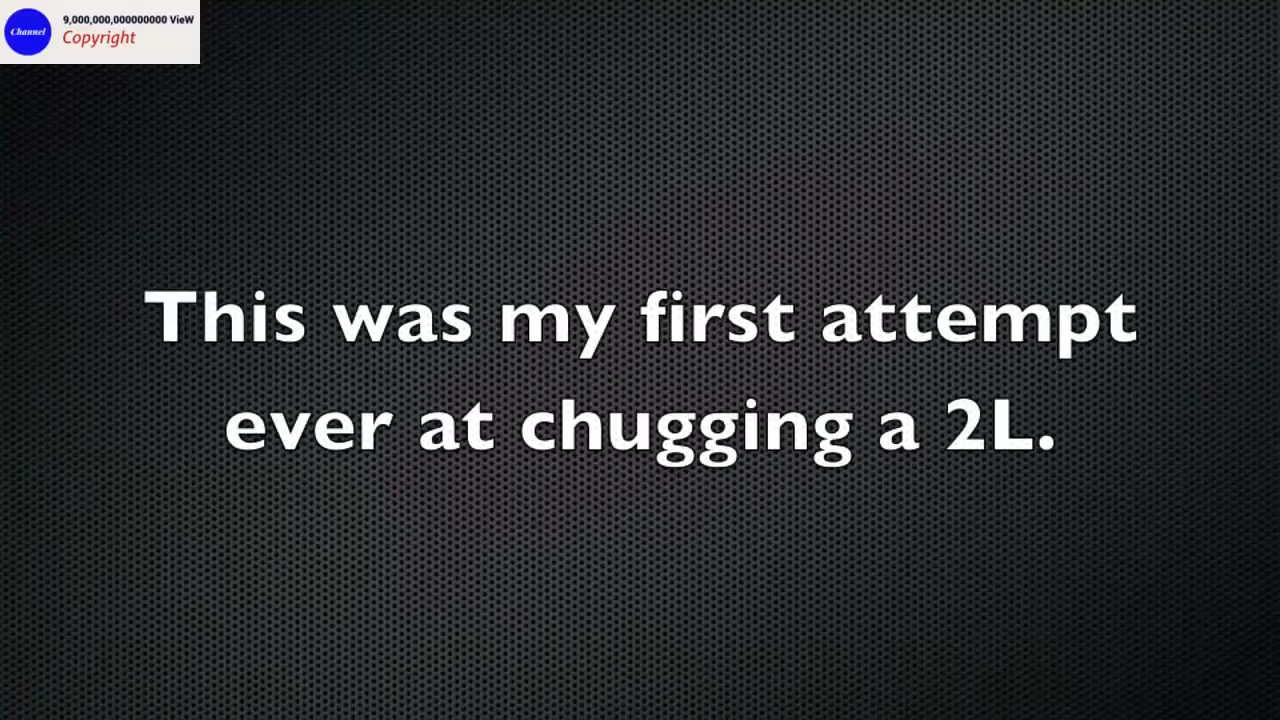 Channel
9,000,000,000000000 VieW
Copyright
This was my first attempt
ever at chugging a 2L.